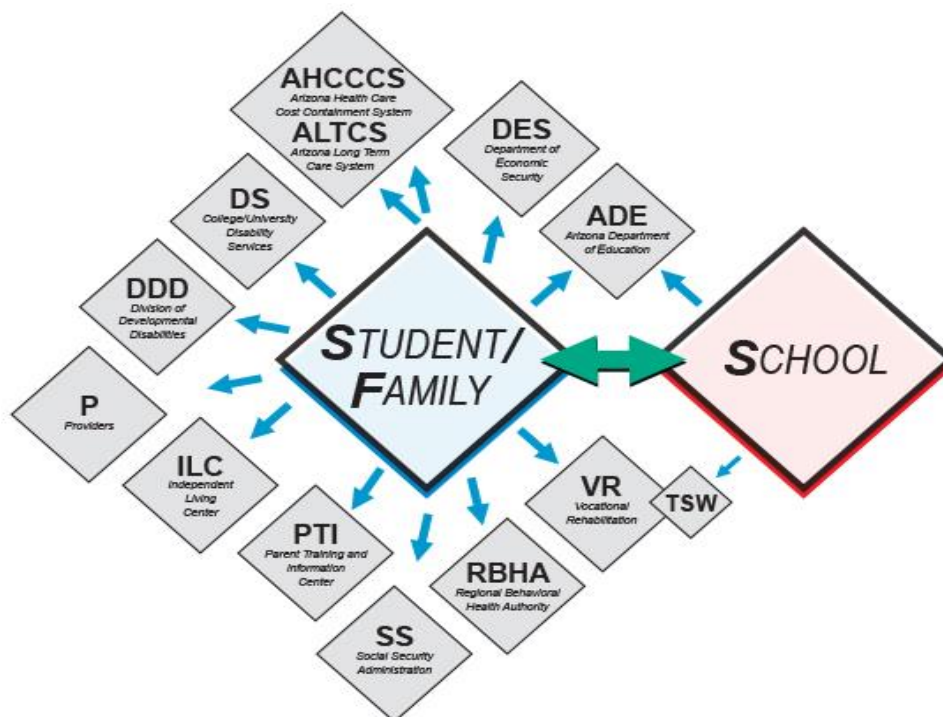 AHCCCS
Arizona Health Care
Cost Containment System
ALTCS
Arizona Long Term
Care System
DES
Department of
Economic
Security
DS
College/University
Disability
Services
ADE
Arizona Department
of Education
DDD
Division of
Developmental
Disabilities
STUDENT/
FAMILY
SCHOOL
P
Providers
ILC
Independent
Living
Center
VR
Vocational
Rehabilitation
TSW
PTI
Parent Training and
Information
Center
RBHA
Regional Behavioral
Health Authority
SS
Social Security
Administration